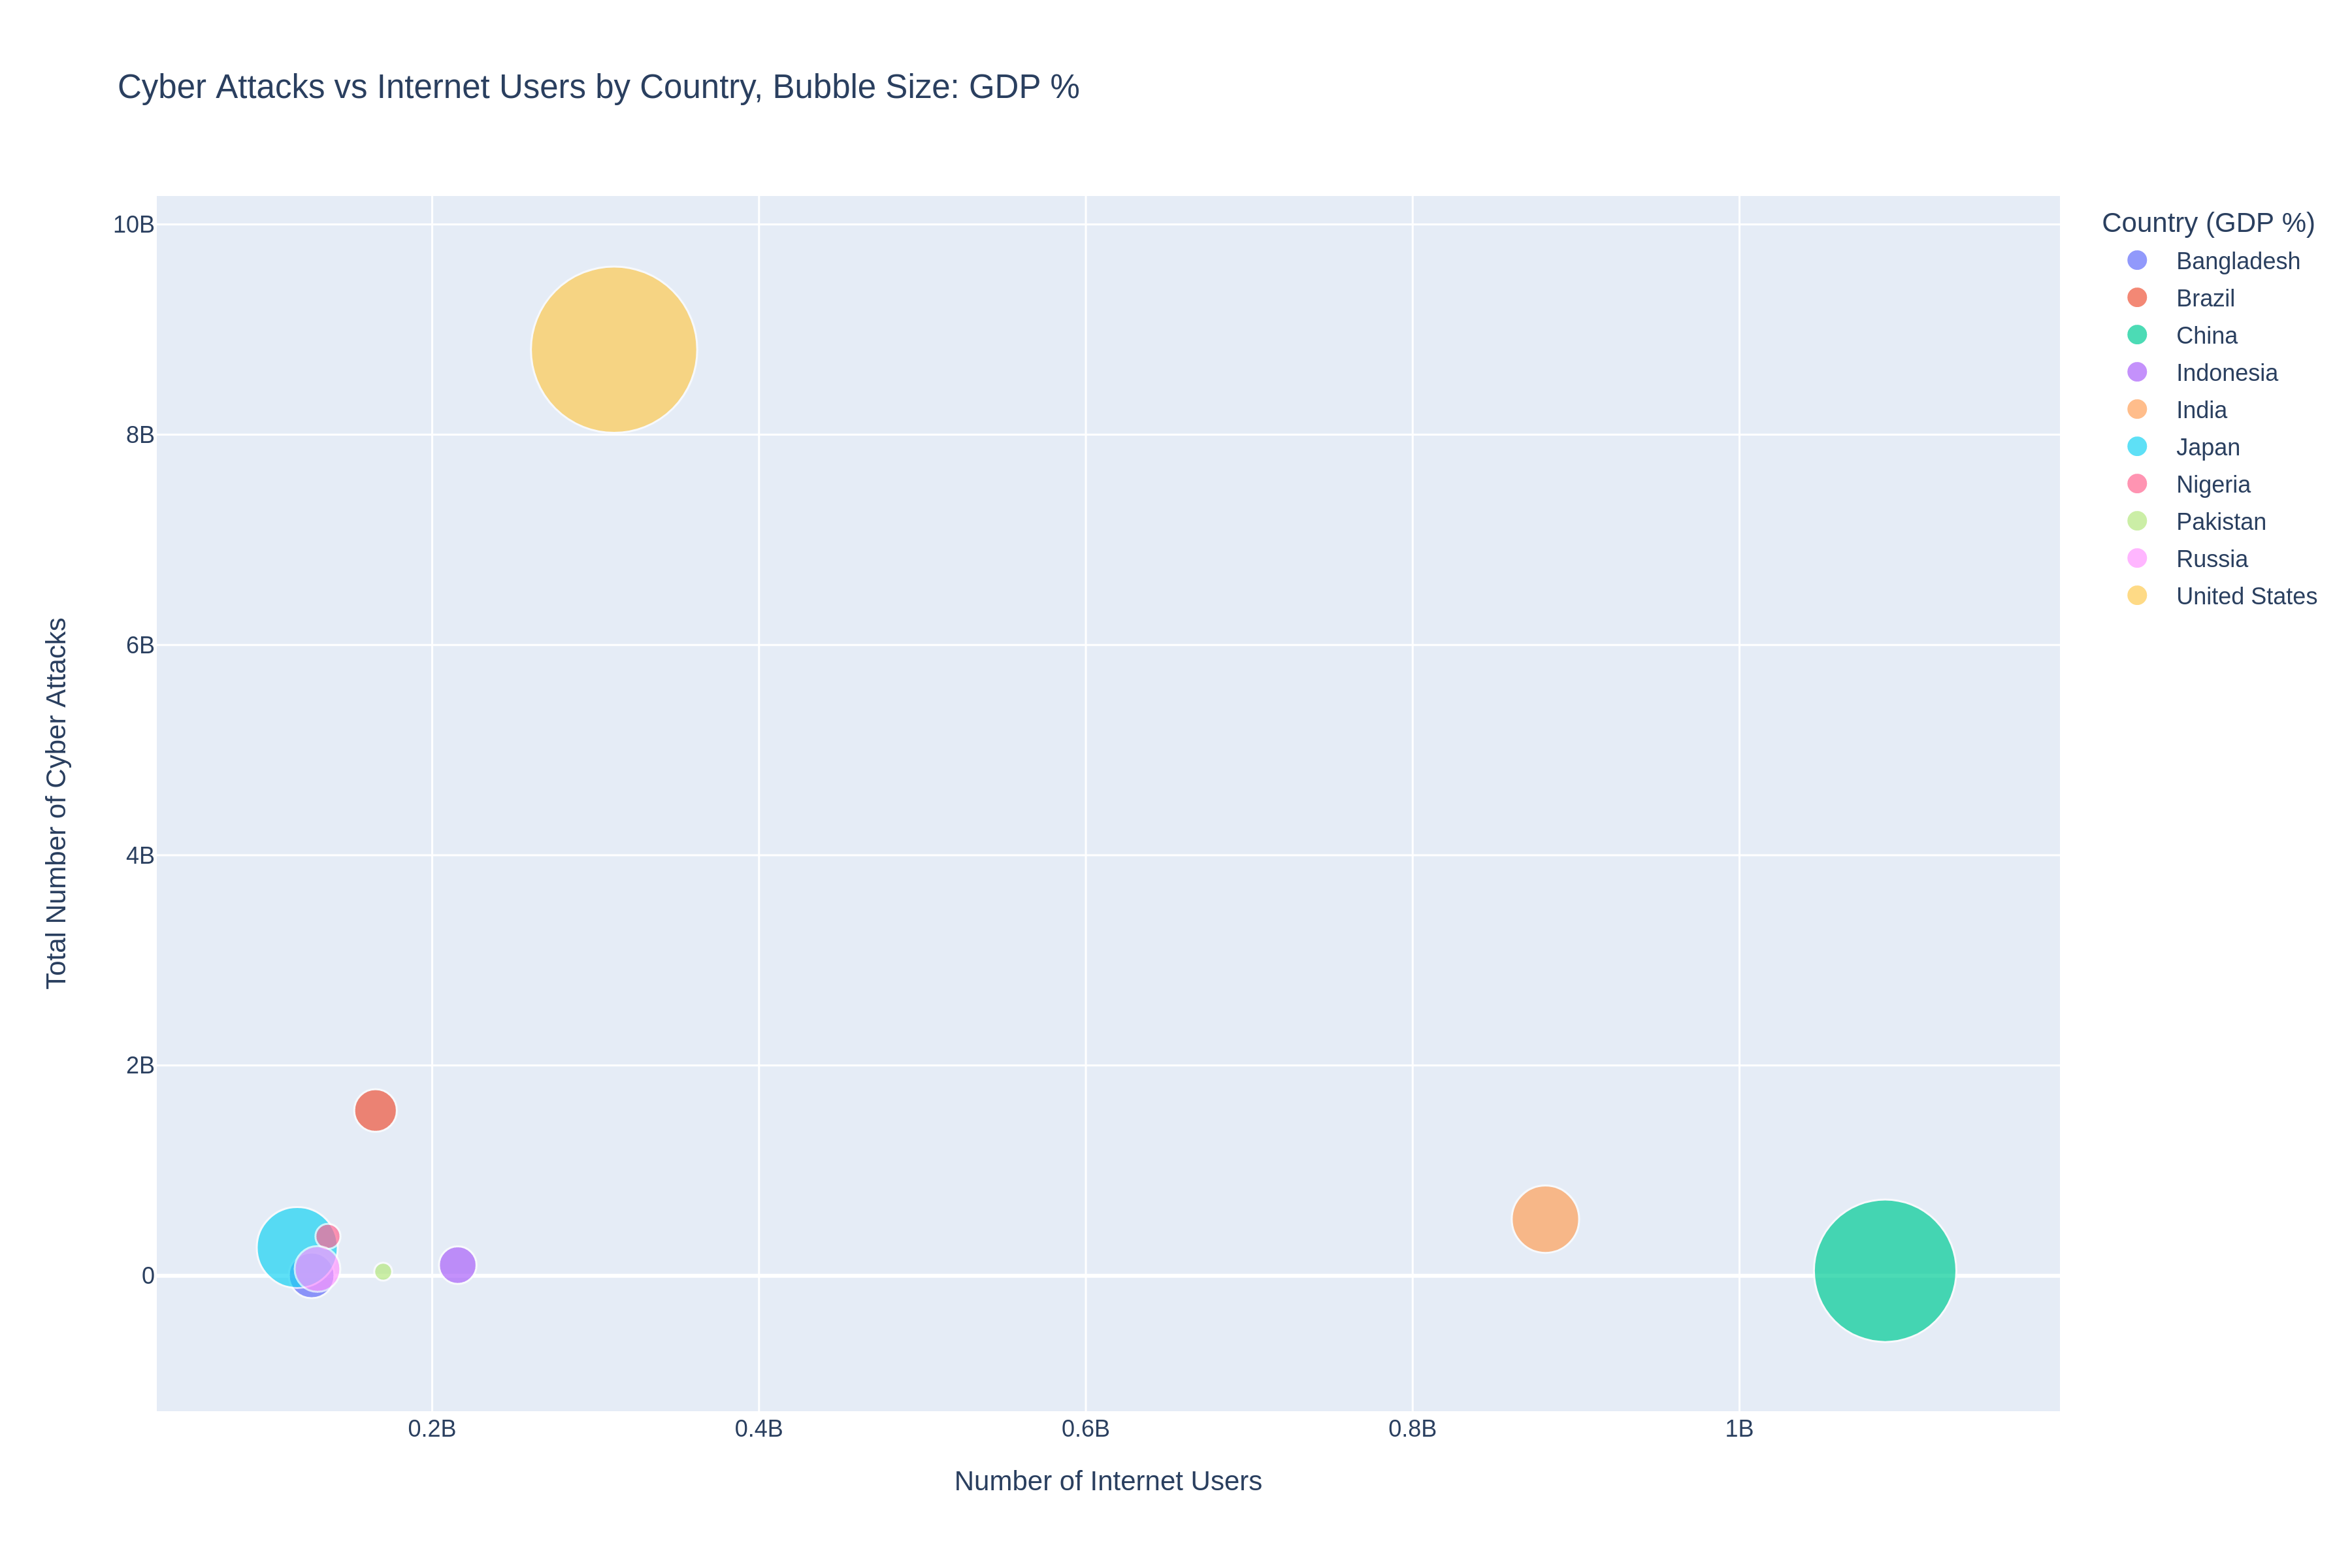 Cyber Attacks vs Internet Users by Country, Bubble Size: GDP %
Total Number of Cyber Attacks
10B
8B
6B
4B
2B
0
0.2B
0.4B
0.6B
0.8B
1B
Number of Internet Users
Country (GDP %)
Bangladesh
Brazil
China
Indonesia
India
Japan
Nigeria
Pakistan
Russia
United States